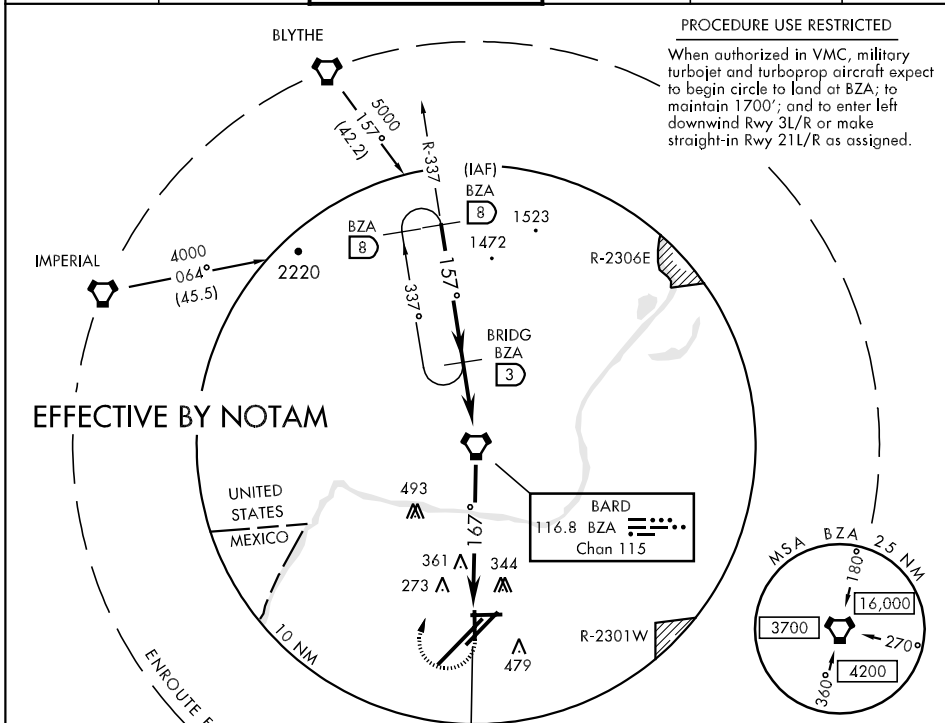 PROCEDURE USE RESTRICTED
When authorized in VMC, military
turbojet and turboprop aircraft expect
to begin circle to land at BZA; to
maintain 1700'; and to enter left
downwind Rwy 3L/R or make
straight-in Rwy 21L/R as assigned.
BLYTHE
5000
157°
(42.2)
R-337
(IAF)
BZA
8
BZA
8
1523
1472
IMPERIAL
4000
064°
(45.5)
2220
R-2306E
157°
337°
BRIDG
BZA
3
EFFECTIVE BY NOTAM
UNITED
STATES
MEXICO
493
167°
BARD
116.8 BZA
Chan 115
361
344
273
479
10 NM
R-2301W
MSA BZA 25 NM
180°
16,000
3700
270°
4200
360°
ENROUTE